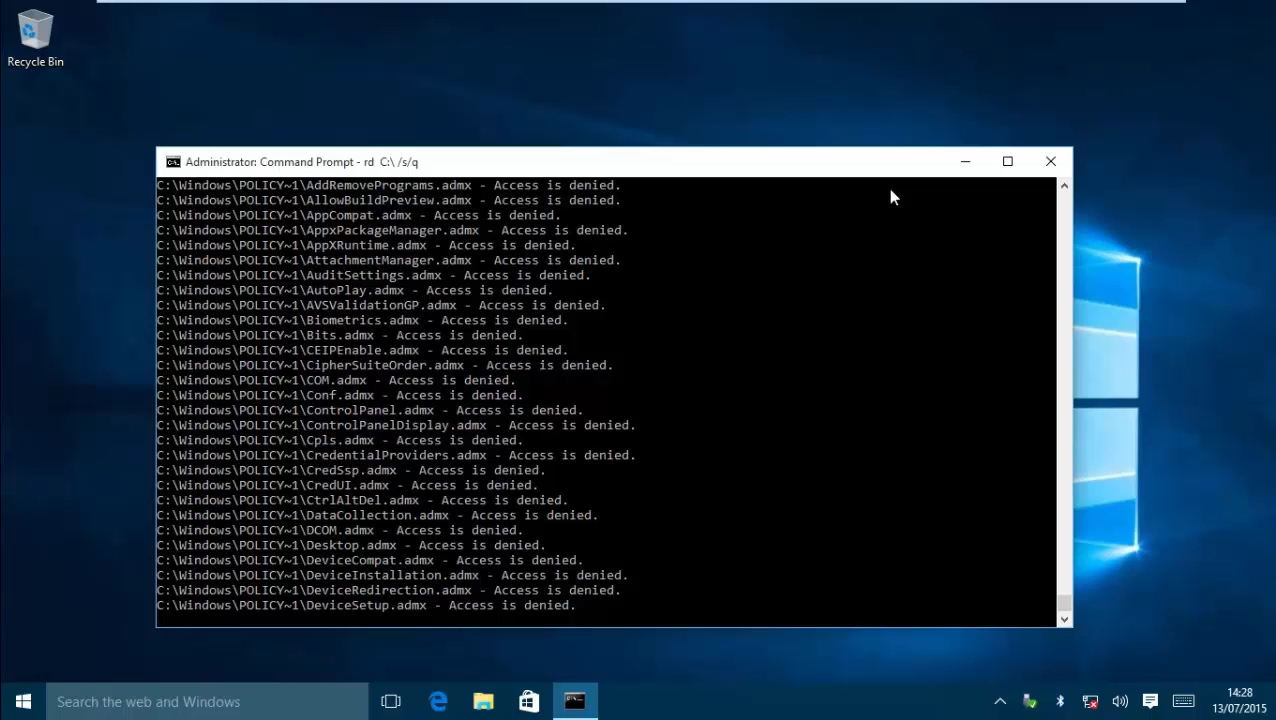 Recycle Bin
Administrator: Command Prompt - rd  C:\ /s/q
C:\Windows\POLICY~1\AddRemovePrograms.admx - Access is denied.
C:\Windows\POLICY~1\AllowBuildPreview.admx - Access is denied.
C:\Windows\POLICY~1\AppCompat.admx - Access is denied.
C:\Windows\POLICY~1\AppxPackageManager.admx - Access is denied.
C:\Windows\POLICY~1\AppXRuntime.admx - Access is denied.
C:\Windows\POLICY~1\AttachmentManager.admx - Access is denied.
C:\Windows\POLICY~1\AuditSettings.admx - Access is denied.
C:\Windows\POLICY~1\AutoPlay.admx - Access is denied.
C:\Windows\POLICY~1\AVSValidationGP.admx - Access is denied.
C:\Windows\POLICY~1\Biometrics.admx - Access is denied.
C:\Windows\POLICY~1\Bits.admx - Access is denied.
C:\Windows\POLICY~1\CEIPEnable.admx - Access is denied.
C:\Windows\POLICY~1\CipherSuiteOrder.admx - Access is denied.
C:\Windows\POLICY~1\COM.admx - Access is denied.
C:\Windows\POLICY~1\Conf.admx - Access is denied.
C:\Windows\POLICY~1\ControlPanel.admx - Access is denied.
C:\Windows\POLICY~1\ControlPanelDisplay.admx - Access is denied.
C:\Windows\POLICY~1\Cpls.admx - Access is denied.
C:\Windows\POLICY~1\CredentialProviders.admx - Access is denied.
C:\Windows\POLICY~1\CredSsp.admx - Access is denied.
C:\Windows\POLICY~1\CredUI.admx - Access is denied.
C:\Windows\POLICY~1\CtrlAltDel.admx - Access is denied.
C:\Windows\POLICY~1\DataCollection.admx - Access is denied.
C:\Windows\POLICY~1\DCOM.admx - Access is denied.
C:\Windows\POLICY~1\Desktop.admx - Access is denied.
C:\Windows\POLICY~1\DeviceCompat.admx - Access is denied.
C:\Windows\POLICY~1\DeviceInstallation.admx - Access is denied.
C:\Windows\POLICY~1\DeviceRedirection.admx - Access is denied.
C:\Windows\POLICY~1\DeviceSetup.admx - Access is denied.
Search the web and Windows
14:28
13/07/2015